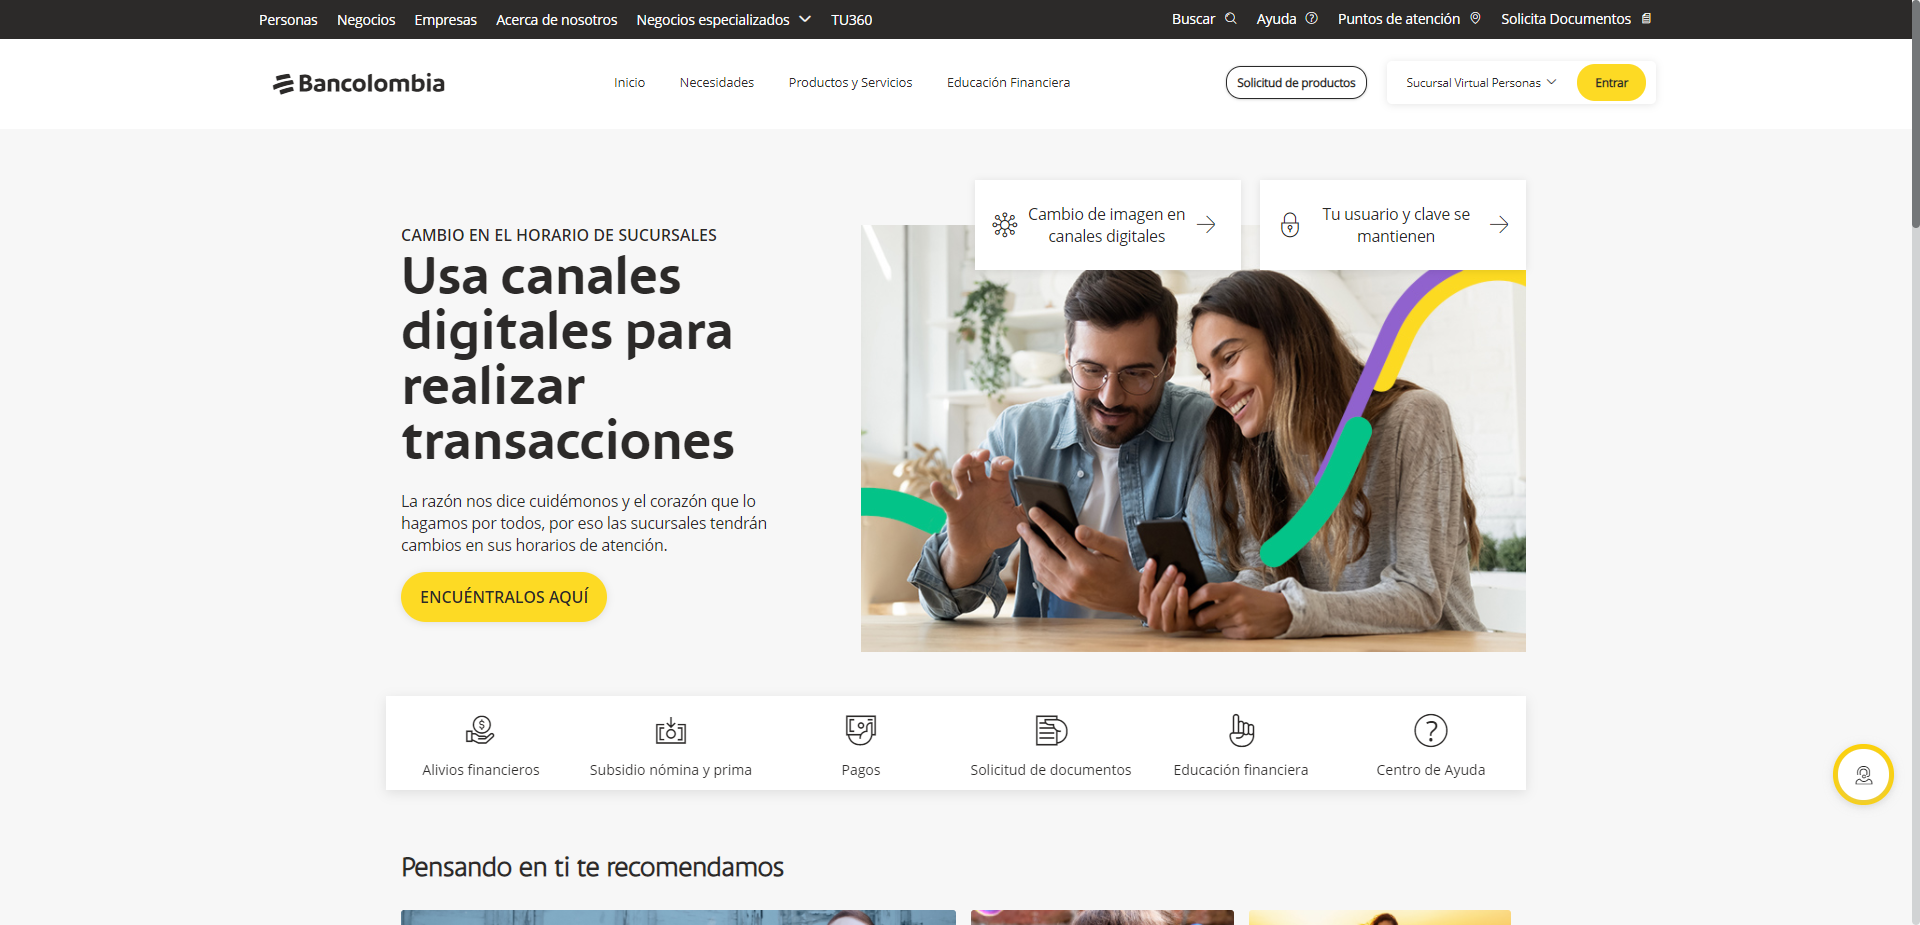 Personas Negocios Empresas Acerca de nosotros Negocios especializados TU360 Buscar Ayuda Puntos de atención Solicita Documentos
Bancolombia Inicio Necesidades Productos y Servicios Educación Financiera Solicitud de productos Sucursal Virtual Personas Entrar
Cambio de imagen en
canales digitales
Tu usuario y clave se
mantienen
CAMBIO EN EL HORARIO DE SUCURSALES
Usa canales
digitales para
realizar
transacciones
La razón nos dice cuidémonos y el corazón que lo
hagamos por todos, por eso las sucursales tendrán
cambios en sus horarios de atención.
ENCUÉNTRALOS AQUÍ
Alivios financieros Subsidio nómina y prima Pagos Solicitud de documentos Educación financiera Centro de Ayuda
Pensando en ti te recomendamos